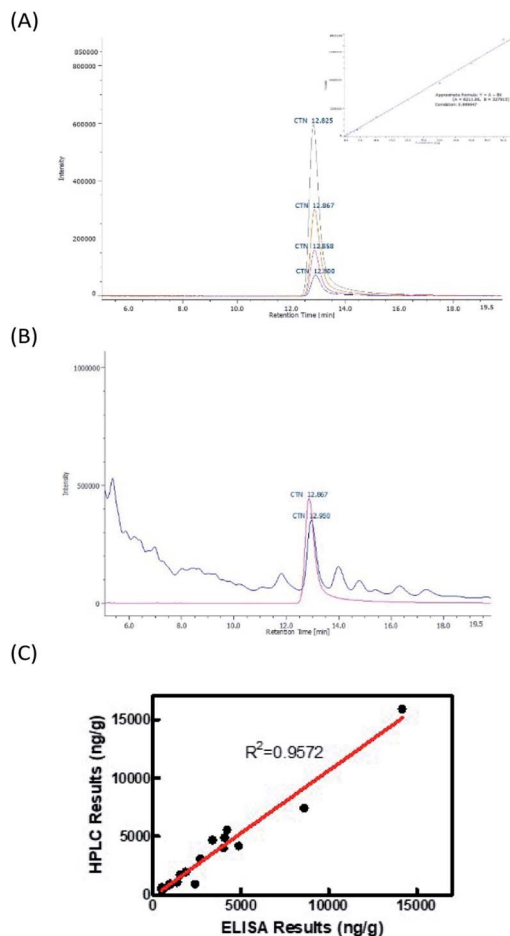 (A)
850000
800000
600000
400000
200000
0
Intensity
CTN 12.825
CTN 12.867
CTN 12.858
CTN 12.900
6.0 8.0 10.0 12.0 14.0 16.0 18.0 19.5
Retention Time [min]
Approximate Formula: Y =
Correlation:
(B)
1000000
500000
0
Intensity
CTN 12.867
CTN 12.950
6.0 8.0 10.0 12.0 14.0 16.0 18.0 19.5
Retention Time [min]
(C)
15000
10000
5000
0
HPLC Results (ng/g)
R²=0.9572
0 5000 10000 15000
ELISA Results (ng/g)